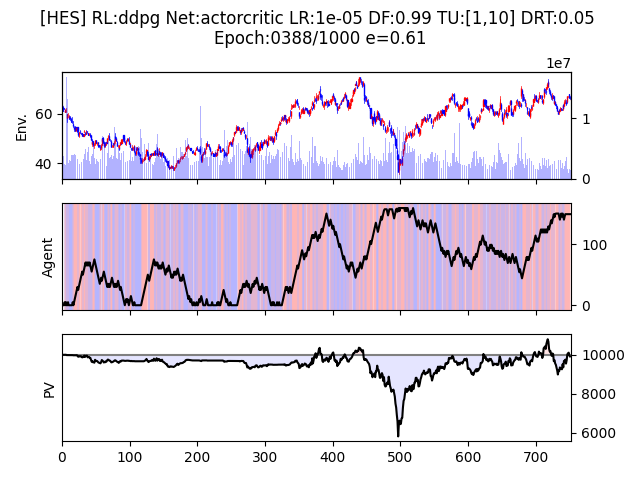 [HES] RL:ddpg Net:actorcritic LR:1e-05 DF:0.99 TU:[1,10] DRT:0.05
Epoch:0388/1000 e=0.61
1e7
Env.
60
40
1
0
Agent
100
0
PV
10000
8000
6000
0 100 200 300 400 500 600 700